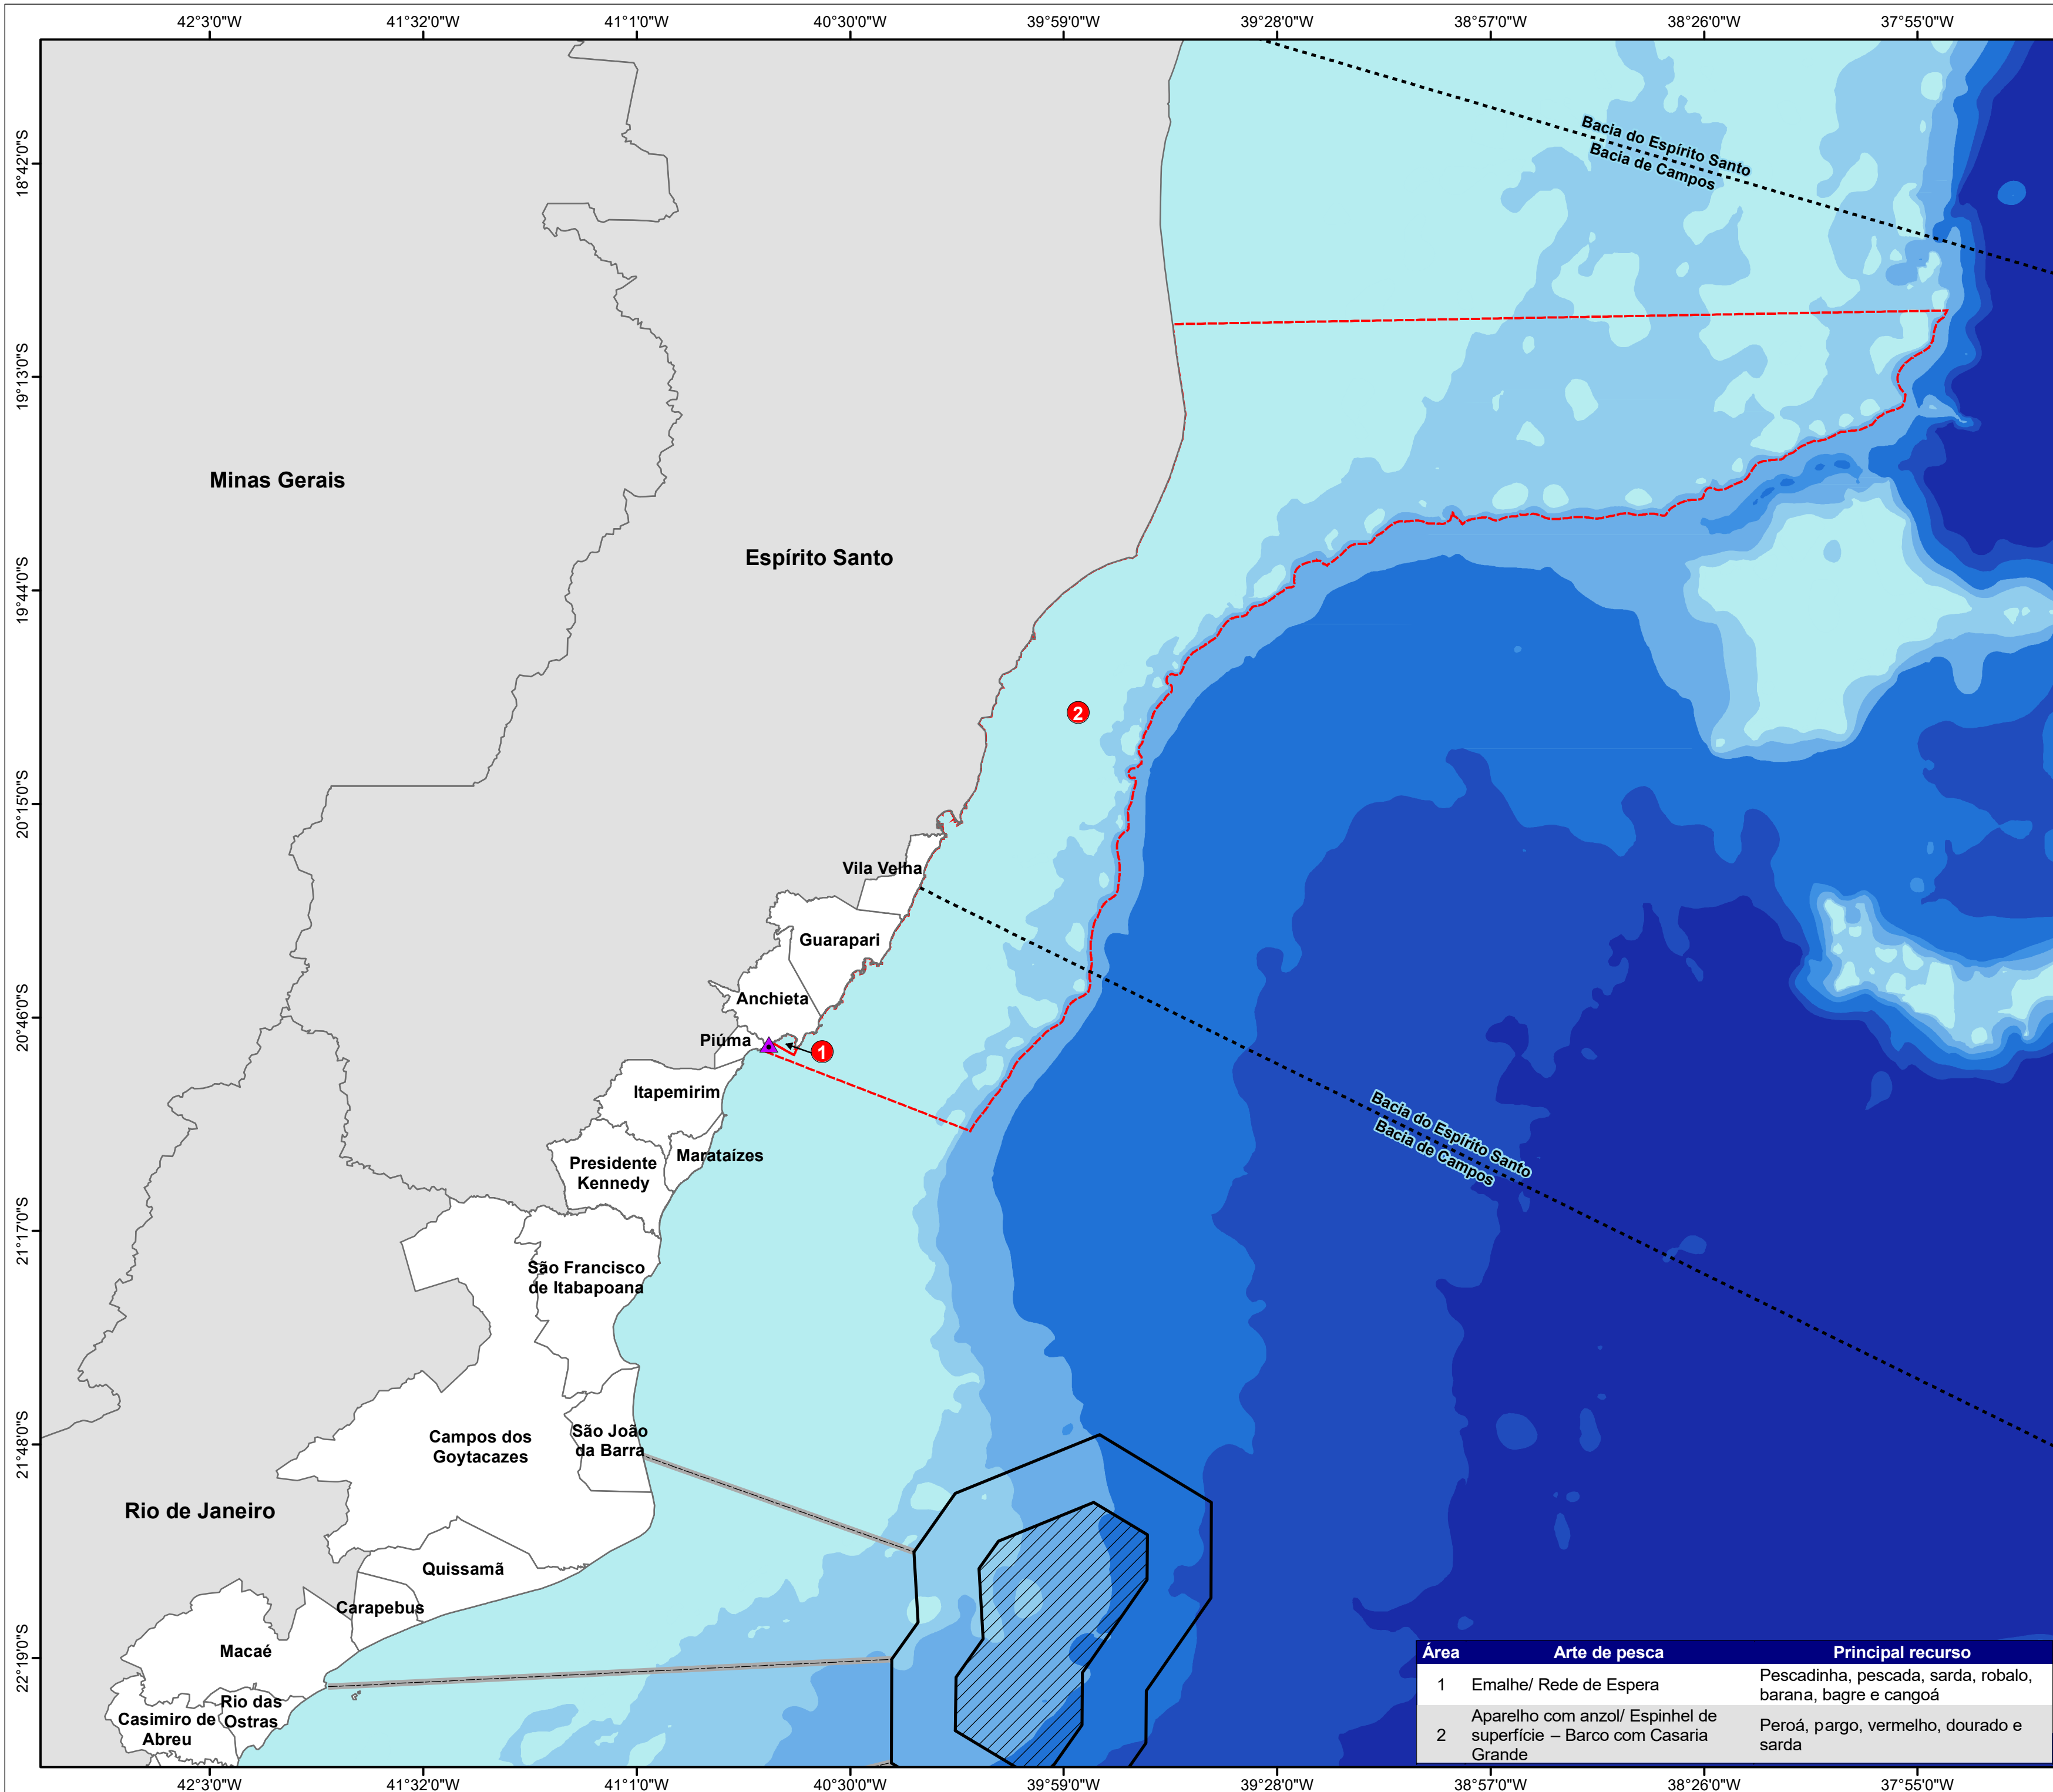 42°3'0"W 41°32'0"W 41°1'0"W 40°30'0"W 39°59'0"W 39°28'0"W 38°57'0"W 38°26'0"W 37°55'0"W
18°42'0"S
19°13'0"S
19°44'0"S
20°15'0"S
20°46'0"S
21°17'0"S
21°48'0"S
22°19'0"S
Bacia do Espírito Santo
Bacia de Campos
Minas Gerais
Espírito Santo
2
Vila Velha
Guarapari
Anchieta
Piúma
1
Itapemirim
Marataízes
Presidente
Kennedy
Bacia do Espírito Santo
Bacia de Campos
São Francisco
de Itabapoana
São João
da Barra
Campos dos
Goytacazes
Rio de Janeiro
Quissamã
Carapebus
Macaé
Rio das
Ostras
Casimiro de
Abreu
Área Arte de pesca Principal recurso
1 Emalhe/ Rede de Espera Pescadinha, pescada, sarda, robalo,
barana, bagre e cangoá
2 Aparelho com anzol/ Espinhel de
superfície – Barco com Casaria
Grande
Peroá, pargo, vermelho, dourado e
sarda
42°3'0"W 41°32'0"W 41°1'0"W 40°30'0"W 39°59'0"W 39°28'0"W 38°57'0"W 38°26'0"W 37°55'0"W